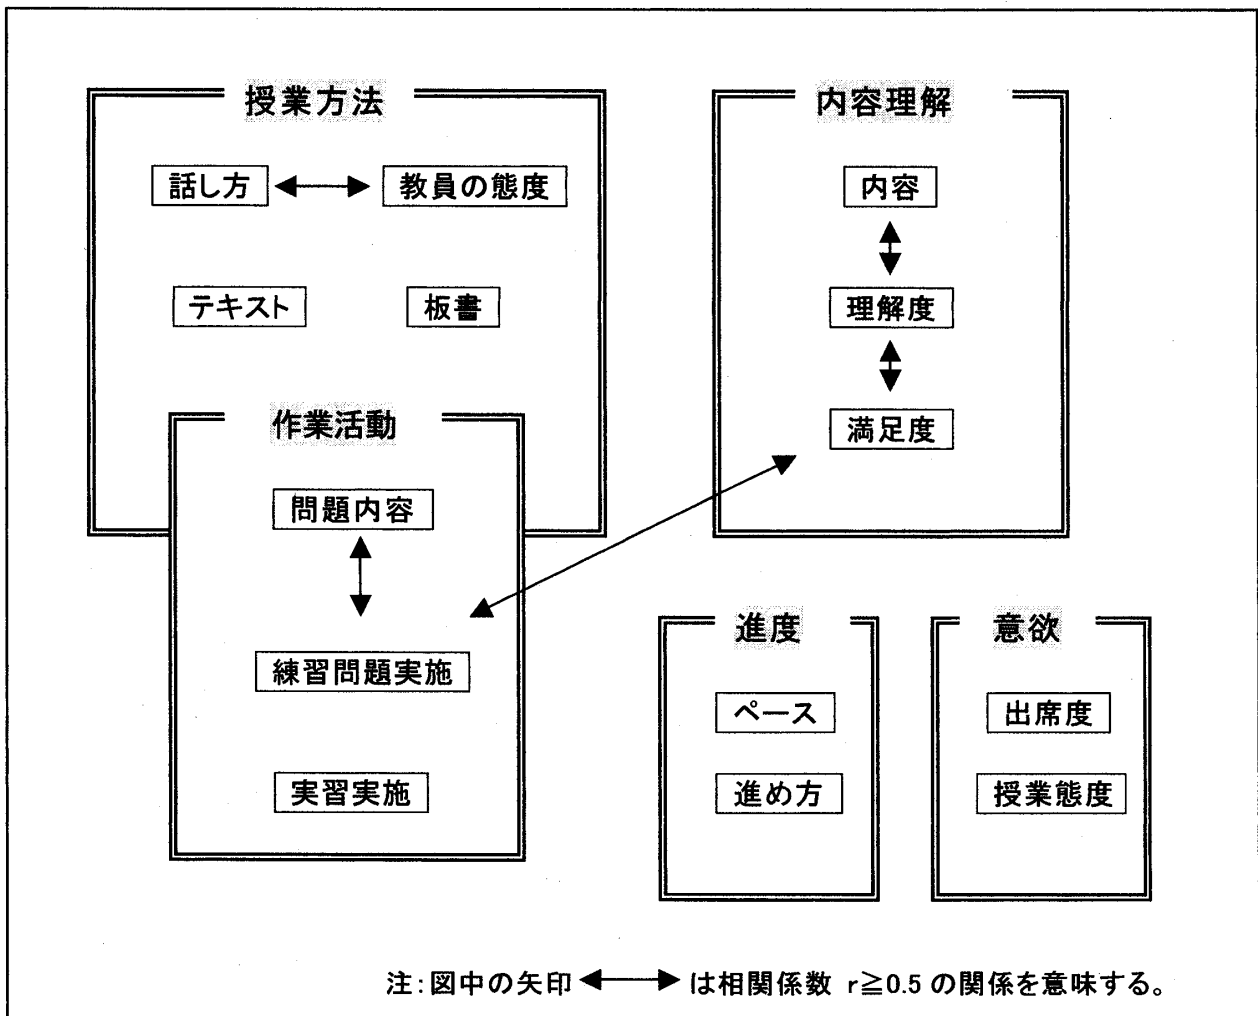 授業方法
話し方
教員の態度
テキスト
板書
作業活動
問題内容
練習問題実施
実習実施
内容理解
内容
理解度
満足度
進度
ペース
進め方
意欲
出席度
授業態度
注:図中の矢印 は相関係数 r≧0.5 の関係を意味する。